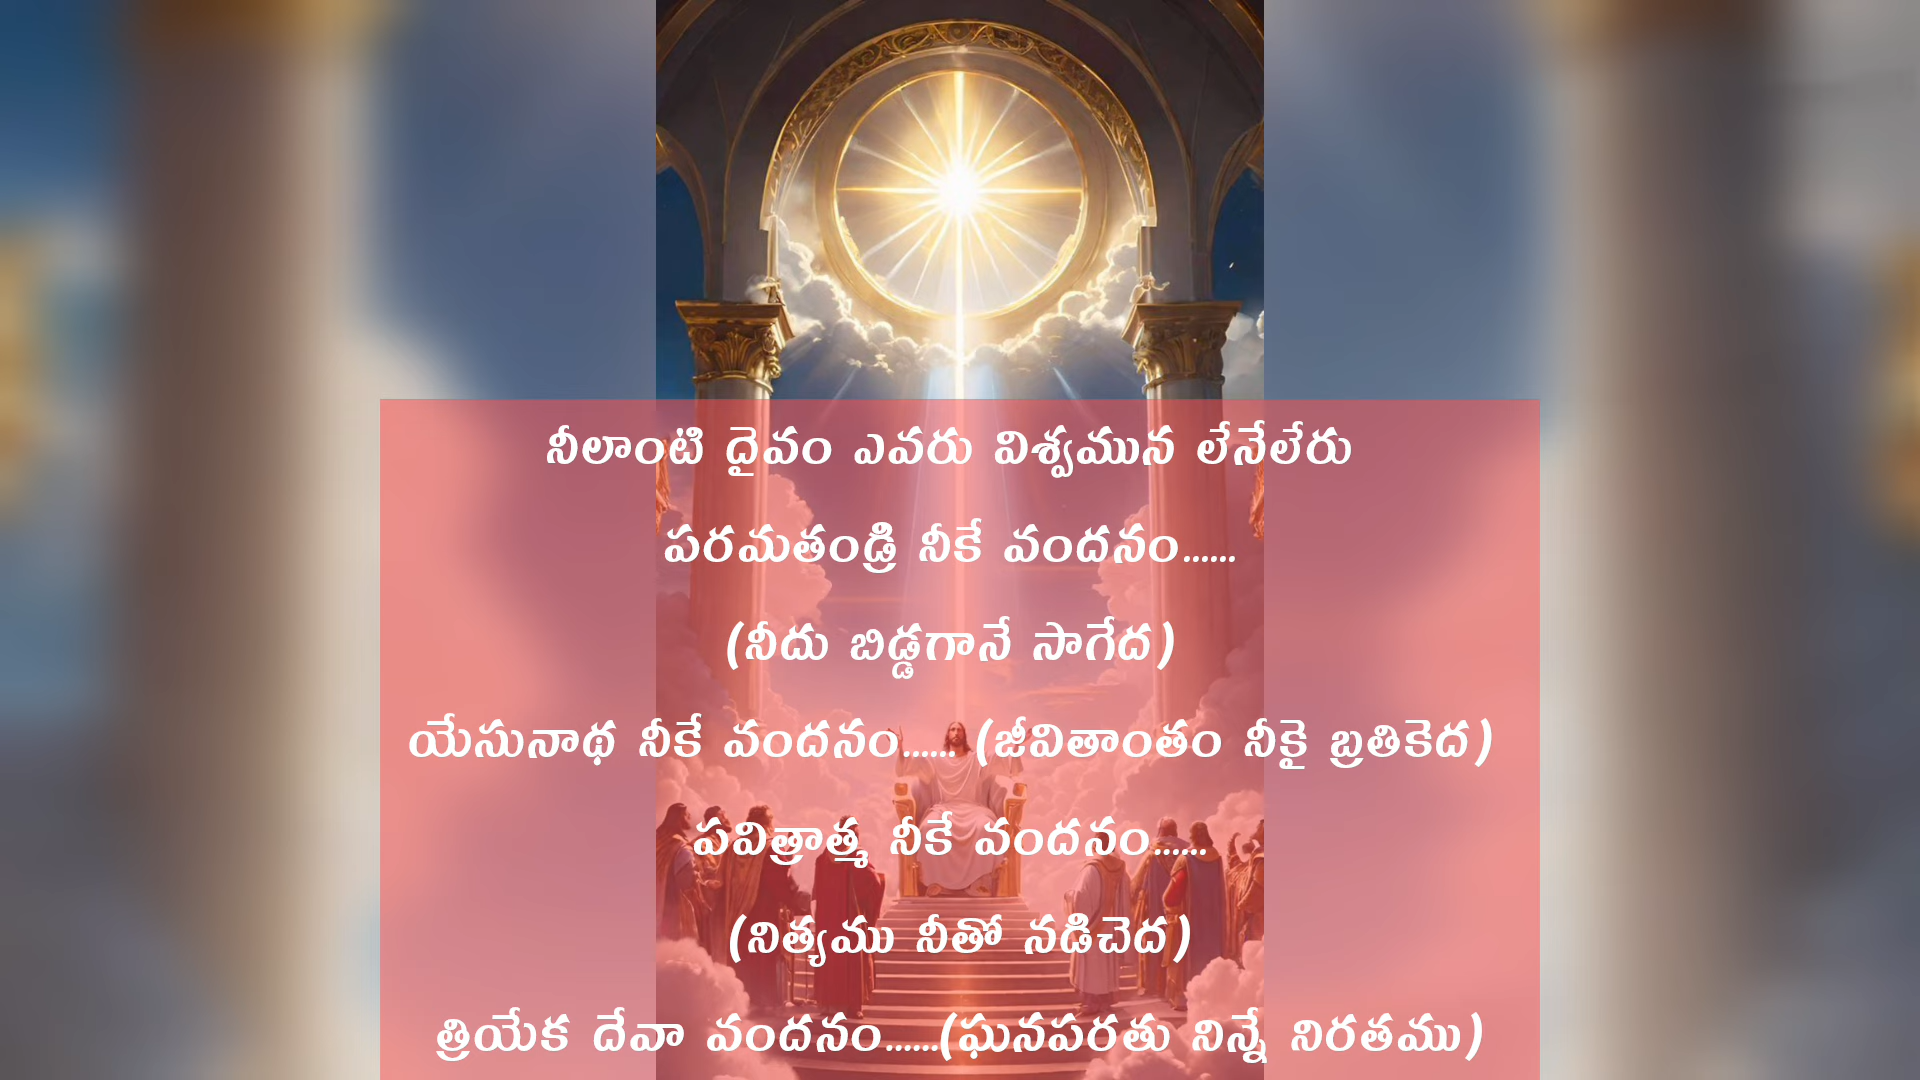 నీలాంటి దైవం ఎవరు విశ్వమున లేనేలేరు
పరమతండ్రి నీకే వందనం......
(నీదు బిడ్డగానే సాగేద)
యేసునాథ నీకే వందనం...... (జీవితాంతం నీకై బ్రతికెద)
పవిత్రాత్మ నీకే వందనం......
(నిత్యము నీతో నడిచెద)
త్రియేక దేవా వందనం......(ఘనపరతు నిన్నే నిరతము)